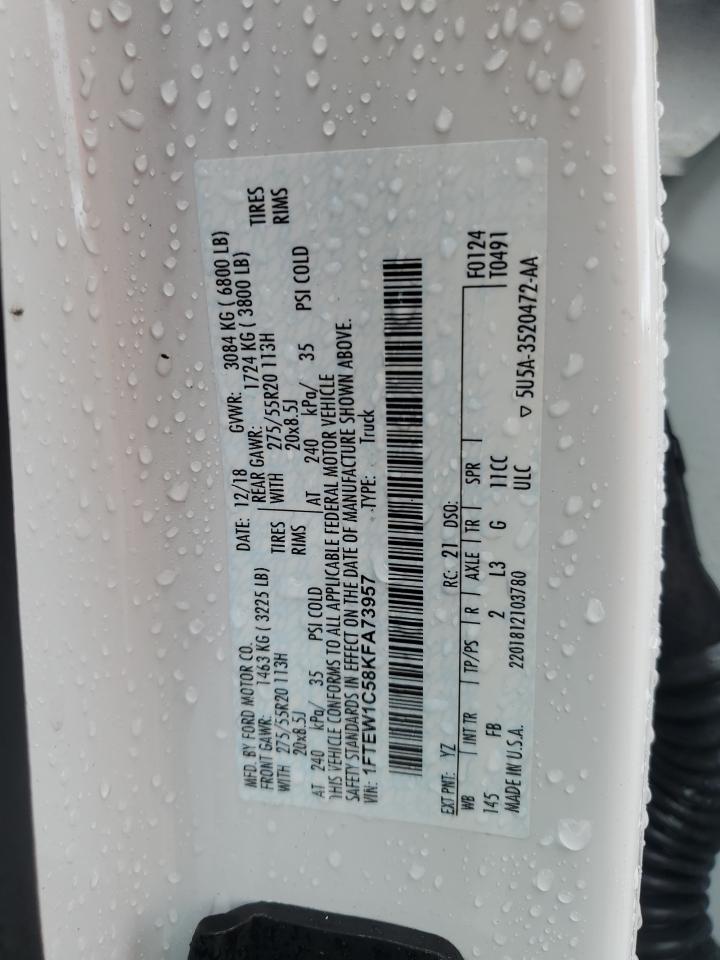 MFD. BY FORD MOTOR CO. DATE: 12/18 GVWR: 3084 KG ( 6800 LB)
FRONT GAWR: 1463 KG ( 3225 LB) REAR GAWR: 1724 KG ( 3800 LB)
WITH 275/55R20 113H TIRES WITH 275/55R20 113H TIRES
20x8.5J RIMS 20x8.5J RIMS
AT 240 kPa/ 35 PSI COLD AT 240 kPa/ 35 PSI COLD
THIS VEHICLE CONFORMS TO ALL APPLICABLE FEDERAL MOTOR VEHICLE
SAFETY STANDARDS IN EFFECT ON THE DATE OF MANUFACTURE SHOWN ABOVE.
VIN: 1FTEW1C58KFA73957 TYPE: Truck
EXT PNT: YZ RC: 21 DSO: F0124
WB INT TR TP/PS R AXLE TR SPR T0491
145 FB 2 L3 G 11CC
MADE IN U.S.A. 2201812103780 ULC ▽ 5U5A-3520472-AA